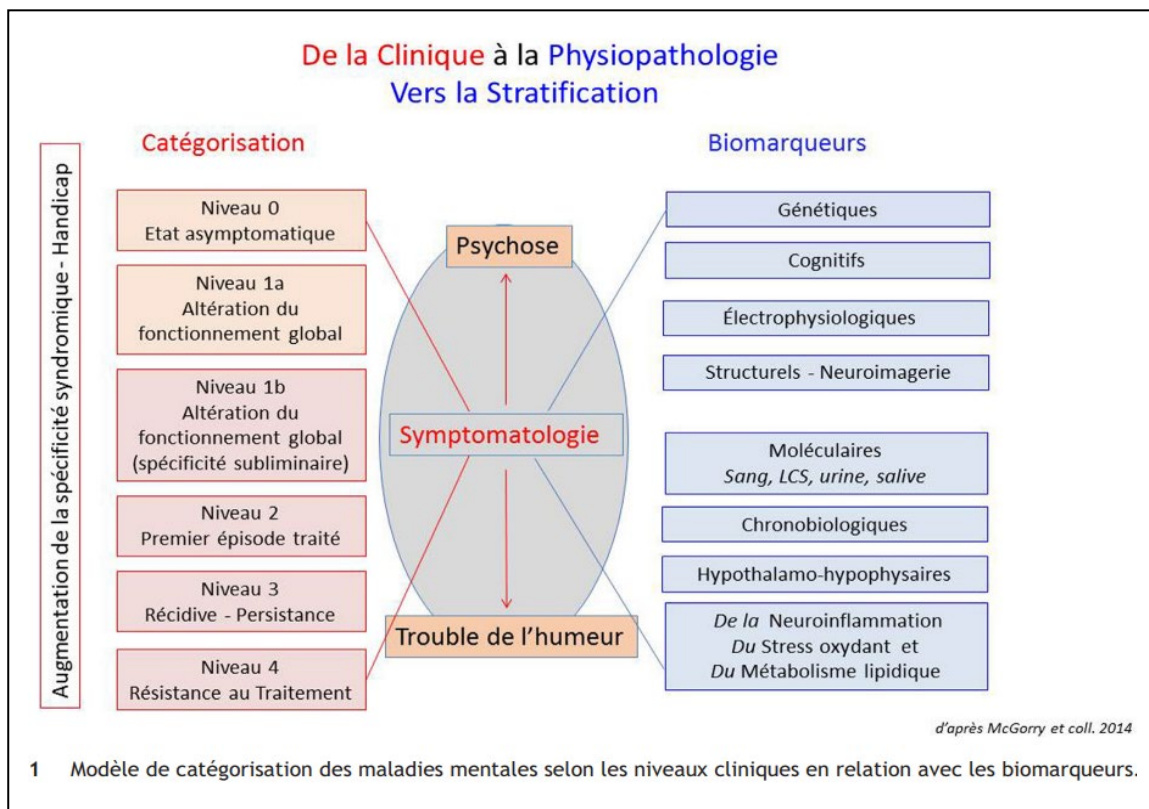 De la Clinique à la Physiopathologie
Vers la Stratification
Catégorisation
Biomarqueurs
Augmentation de la spécificité syndromique - Handicap
Niveau 0
Etat asymptomatique
Niveau 1a
Altération du
fonctionnement global
Niveau 1b
Altération du
fonctionnement global
(spécificité subliminaire)
Niveau 2
Premier épisode traité
Niveau 3
Récidive - Persistance
Niveau 4
Résistance au Traitement
Psychose
Symptomatologie
Trouble de l'humeur
Génétiques
Cognitifs
Électrophysiologiques
Structurels - Neuroimagerie
Moléculaires
Sang, LCS, urine, salive
Chronobiologiques
Hypothalamo-hypophysaires
De la Neuroinflammation
Du Stress oxydant et
Du Métabolisme lipidique
d'après McGorry et coll. 2014
1 Modèle de catégorisation des maladies mentales selon les niveaux cliniques en relation avec les biomarqueurs.